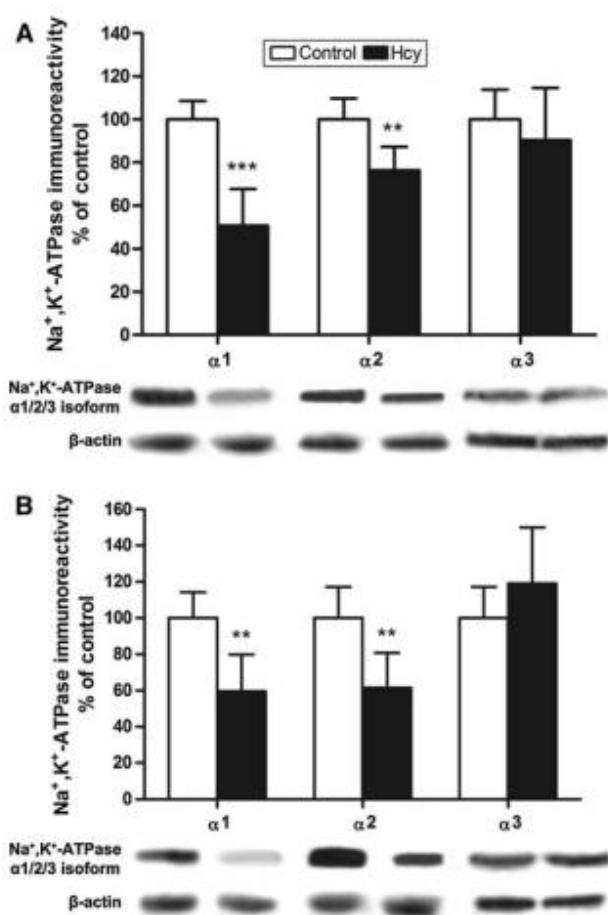 A
Na⁺,K⁺-ATPase immunoreactivity
% of control
140
120
100
80
60
40
20
0
Control Hcy
***
**
α1 α2 α3
Na⁺,K⁺-ATPase
α1/2/3 isoform
β-actin
B
Na⁺,K⁺-ATPase immunoreactivity
% of control
160
140
120
100
80
60
40
20
0
** **
α1 α2 α3
Na⁺,K⁺-ATPase
α1/2/3 isoform
β-actin